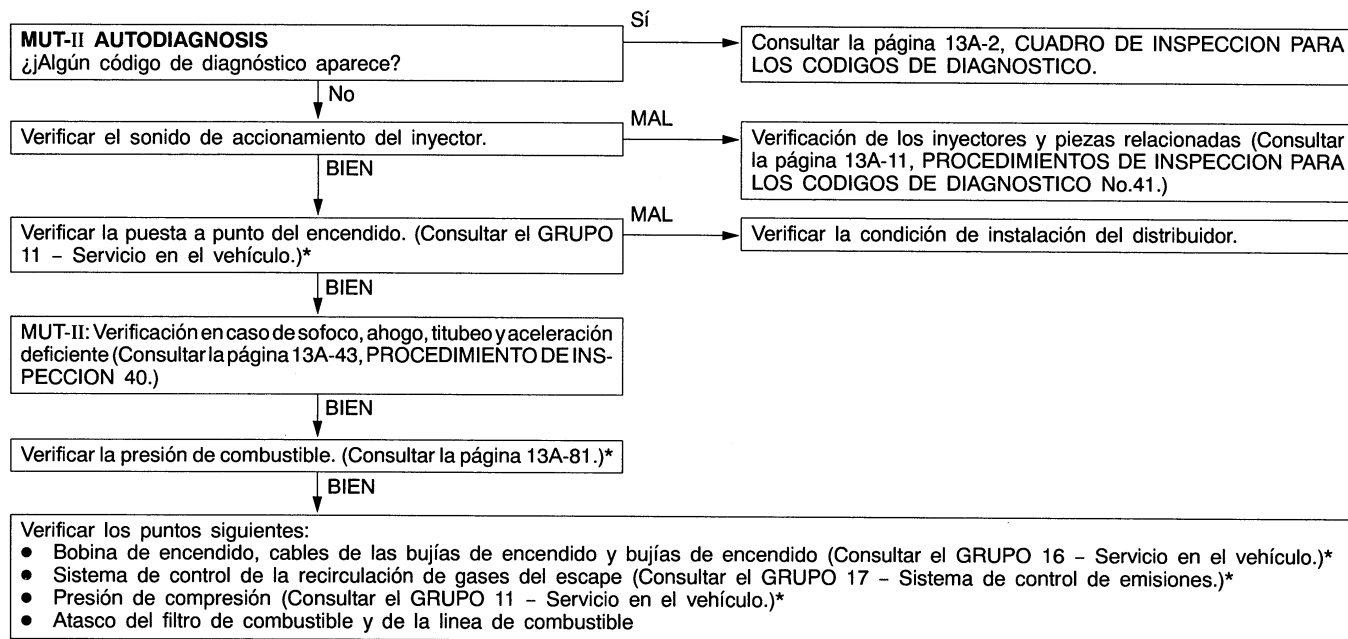 Sí
MUT-II AUTODIAGNOSIS
¿jAlgún código de diagnóstico aparece?
Consultar la página 13A-2, CUADRO DE INSPECCION PARA
LOS CODIGOS DE DIAGNOSTICO.
No
MAL
Verificar el sonido de accionamiento del inyector.
Verificación de los inyectores y piezas relacionadas (Consultar
la página 13A-11, PROCEDIMIENTOS DE INSPECCION PARA
LOS CODIGOS DE DIAGNOSTICO No.41.)
BIEN
MAL
Verificar la puesta a punto del encendido. (Consultar el GRUPO
11 – Servicio en el vehículo.)*
Verificar la condición de instalación del distribuidor.
BIEN
MUT-II: Verificación en caso de sofoco, ahogo, titubeo y aceleración
deficiente (Consultar la página 13A-43, PROCEDIMIENTO DE INS-
PECCION 40.)
BIEN
Verificar la presión de combustible. (Consultar la página 13A-81.)*
BIEN
Verificar los puntos siguientes:
● Bobina de encendido, cables de las bujías de encendido y bujías de encendido (Consultar el GRUPO 16 – Servicio en el vehículo.)*
● Sistema de control de la recirculación de gases del escape (Consultar el GRUPO 17 – Sistema de control de emisiones.)*
● Presión de compresión (Consultar el GRUPO 11 – Servicio en el vehículo.)*
● Atasco del filtro de combustible y de la linea de combustible